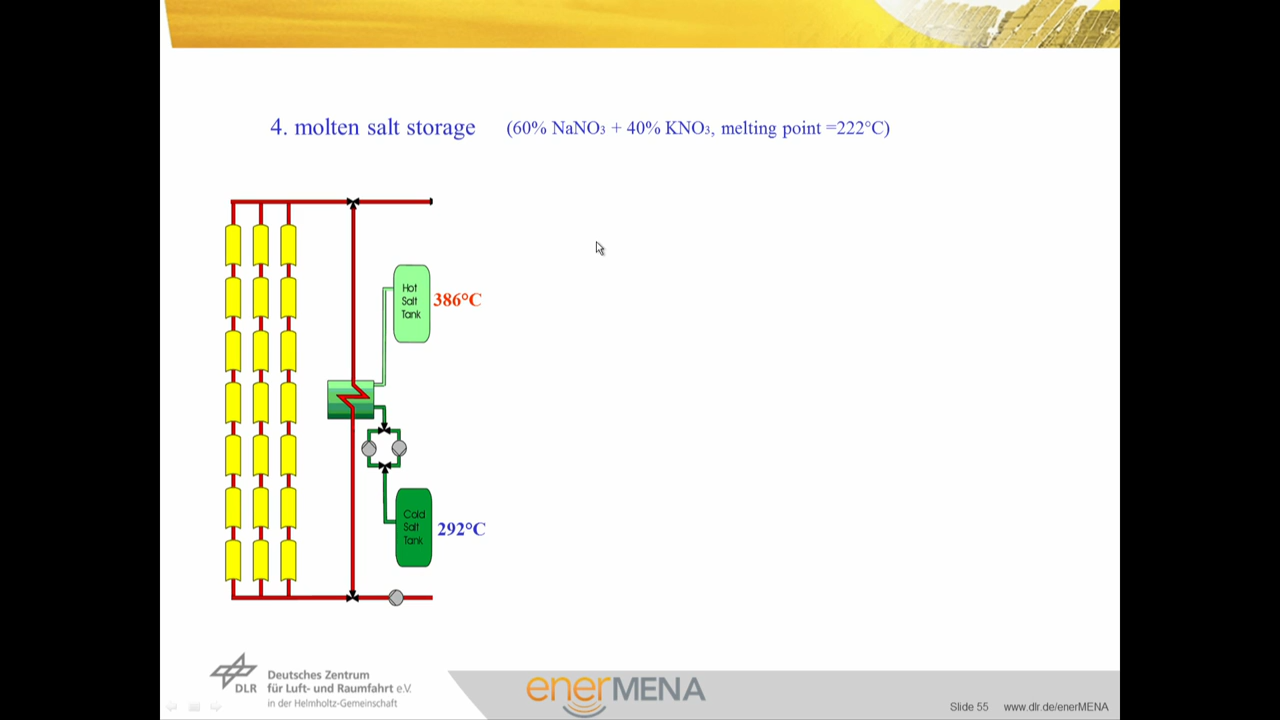 4. molten salt storage (60% NaNO₃ + 40% KNO₃, melting point =222°C)
Hot
Salt
Tank
386°C
Cold
Salt
Tank
292°C
DLR
Deutsches Zentrum
für Luft- und Raumfahrt e.V.
in der Helmholtz-Gemeinschaft
enerMENA
Slide 55 www.dlr.de/enerMENA